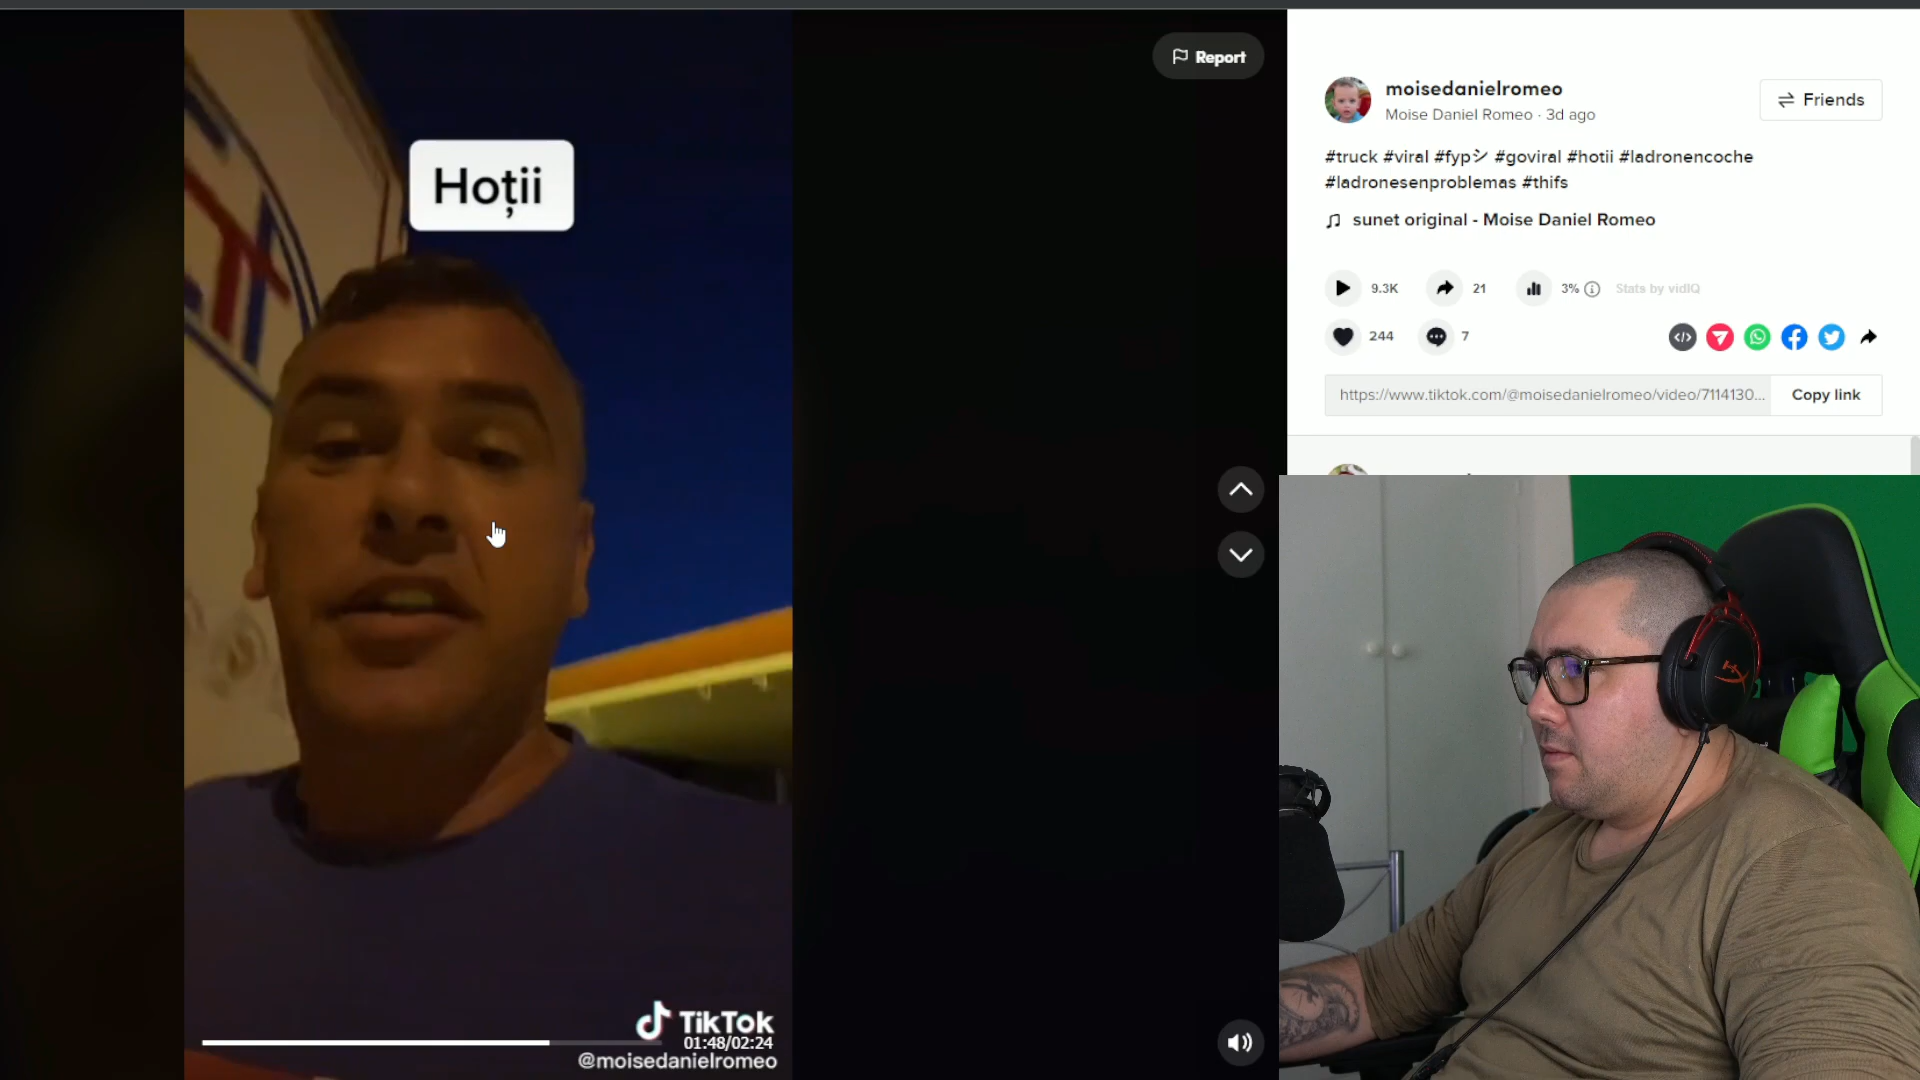 Report
Hoții
TikTok
01:48/02:24
@moisedanielromeo
moisedanielromeo
Moise Daniel Romeo · 3d ago
Friends
#truck #viral #fypシ #goviral #hotii #ladronencoche
#ladronesenproblemas #thifs
sunet original - Moise Daniel Romeo
9.3K
21
3%
Stats by vidIQ
244
7
https://www.tiktok.com/@moisedanielromeo/video/7114130...
Copy link